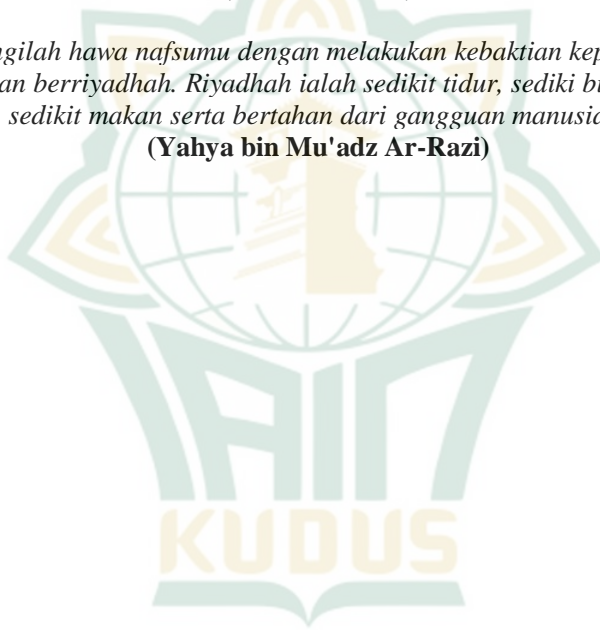 ngilah hawa nafsumu dengan melakukan kebaktian kep
an berriyadhah. Riyadhah ialah sedikit tidur, sediki bi
sedikit makan serta bertahan dari gangguan manusia
(Yahya bin Mu'adz Ar-Razi)
IAIN
KUDUS